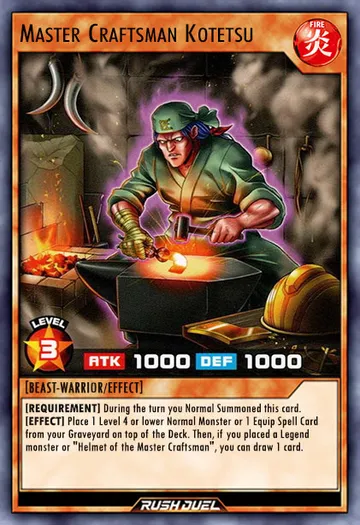 MASTER CRAFTSMAN KOTETSU
FIRE
炎
LEVEL
3
ATK 1000 DEF 1000
[BEAST-WARRIOR/EFFECT]
[REQUIREMENT] During the turn you Normal Summoned this card.
[EFFECT] Place 1 Level 4 or lower Normal Monster or 1 Equip Spell Card
from your Graveyard on top of the Deck. Then, if you placed a Legend
monster or "Helmet of the Master Craftsman", you can draw 1 card.
RUSH DUEL